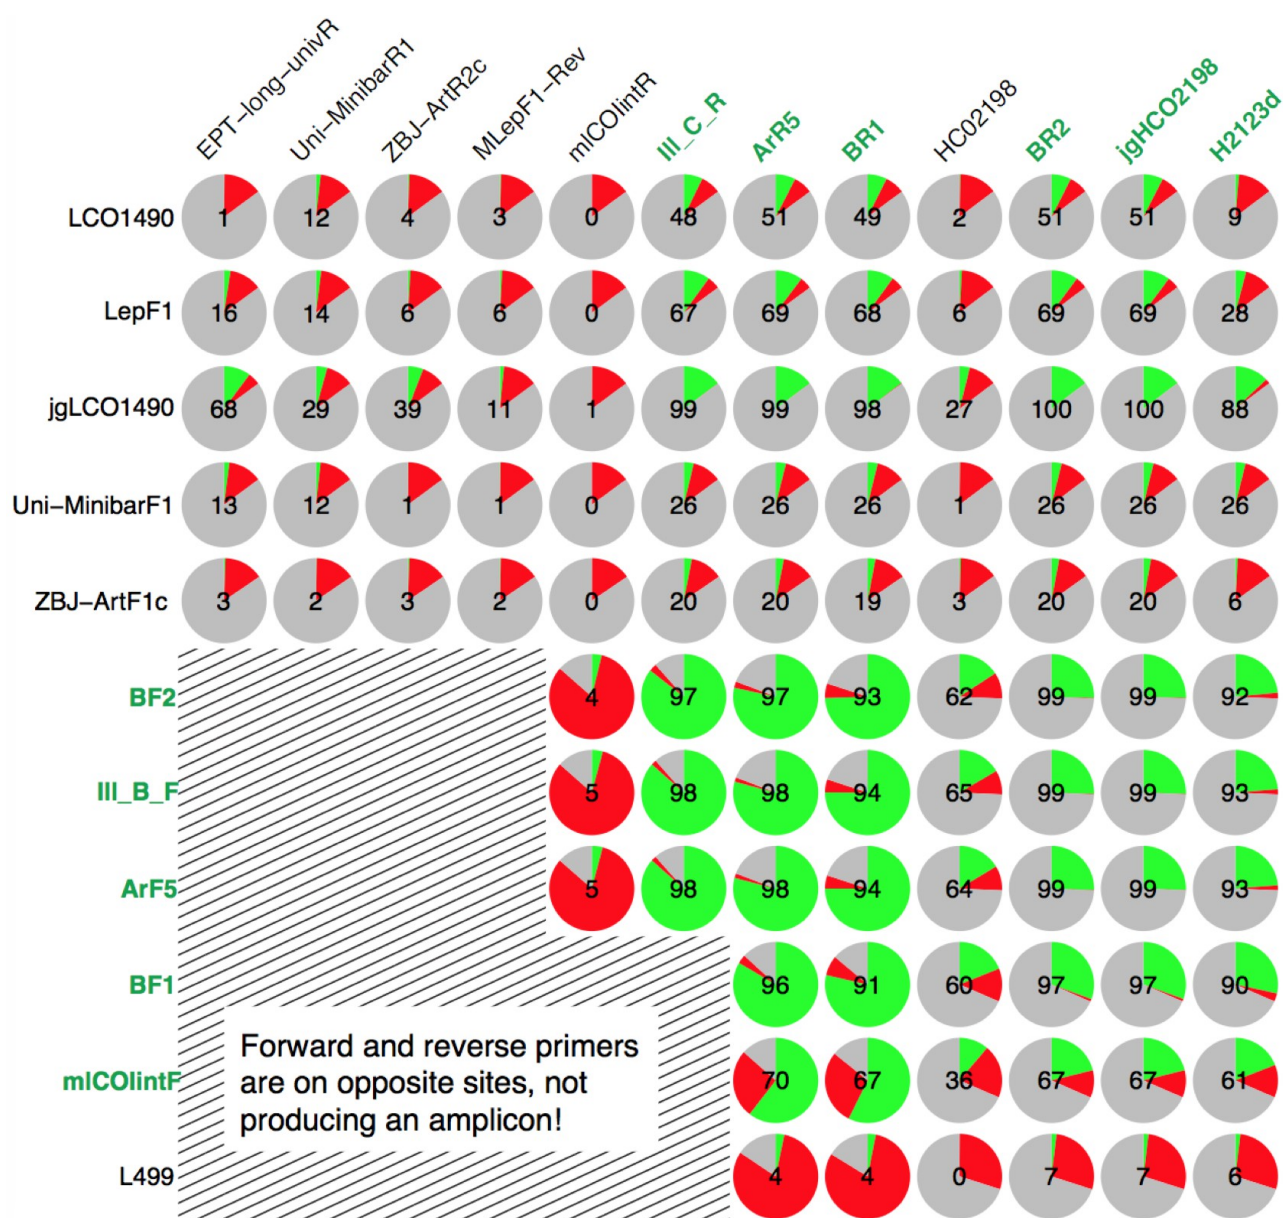 EPT-long-univR Uni-MinibarR1 ZBJ-ArtR2c MLepF1-Rev mlCOIintR III_C_R ArR5 BR1 HC02198 BR2 jgHCO2198 H2123d
LCO1490 1 12 4 3 0 48 51 49 2 51 51 9
LepF1 16 14 6 6 0 67 69 68 6 69 69 28
jgLCO1490 68 29 39 11 1 99 99 98 27 100 100 88
Uni-MinibarF1 13 12 1 1 0 26 26 26 1 26 26 26
ZBJ-ArtF1c 3 2 3 2 0 20 20 19 3 20 20 6
BF2 4 97 97 93 62 99 99 92
III_B_F 5 98 98 94 65 99 99 93
ArF5 5 98 98 94 64 99 99 93
BF1 96 91 60 97 97 90
Forward and reverse primers
are on opposite sites, not
producing an amplicon!
mlCOIintF 70 67 36 67 67 61
L499 4 4 0 7 7 6